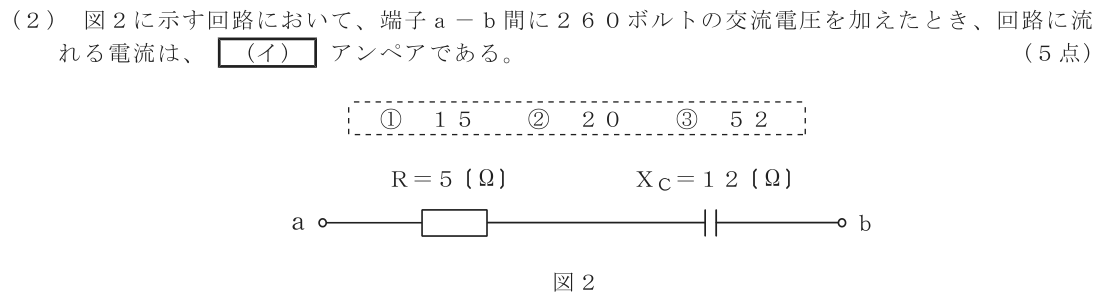 （２） 図２に示す回路において、端子ａ－ｂ間に２６０ボルトの交流電圧を加えたとき、回路に流
れる電流は、 （イ） アンペアである。 （５点）
① １５ ② ２０ ③ ５２
Ｒ＝５〔Ω〕 ＸC＝１２〔Ω〕
ａ ｂ
図２